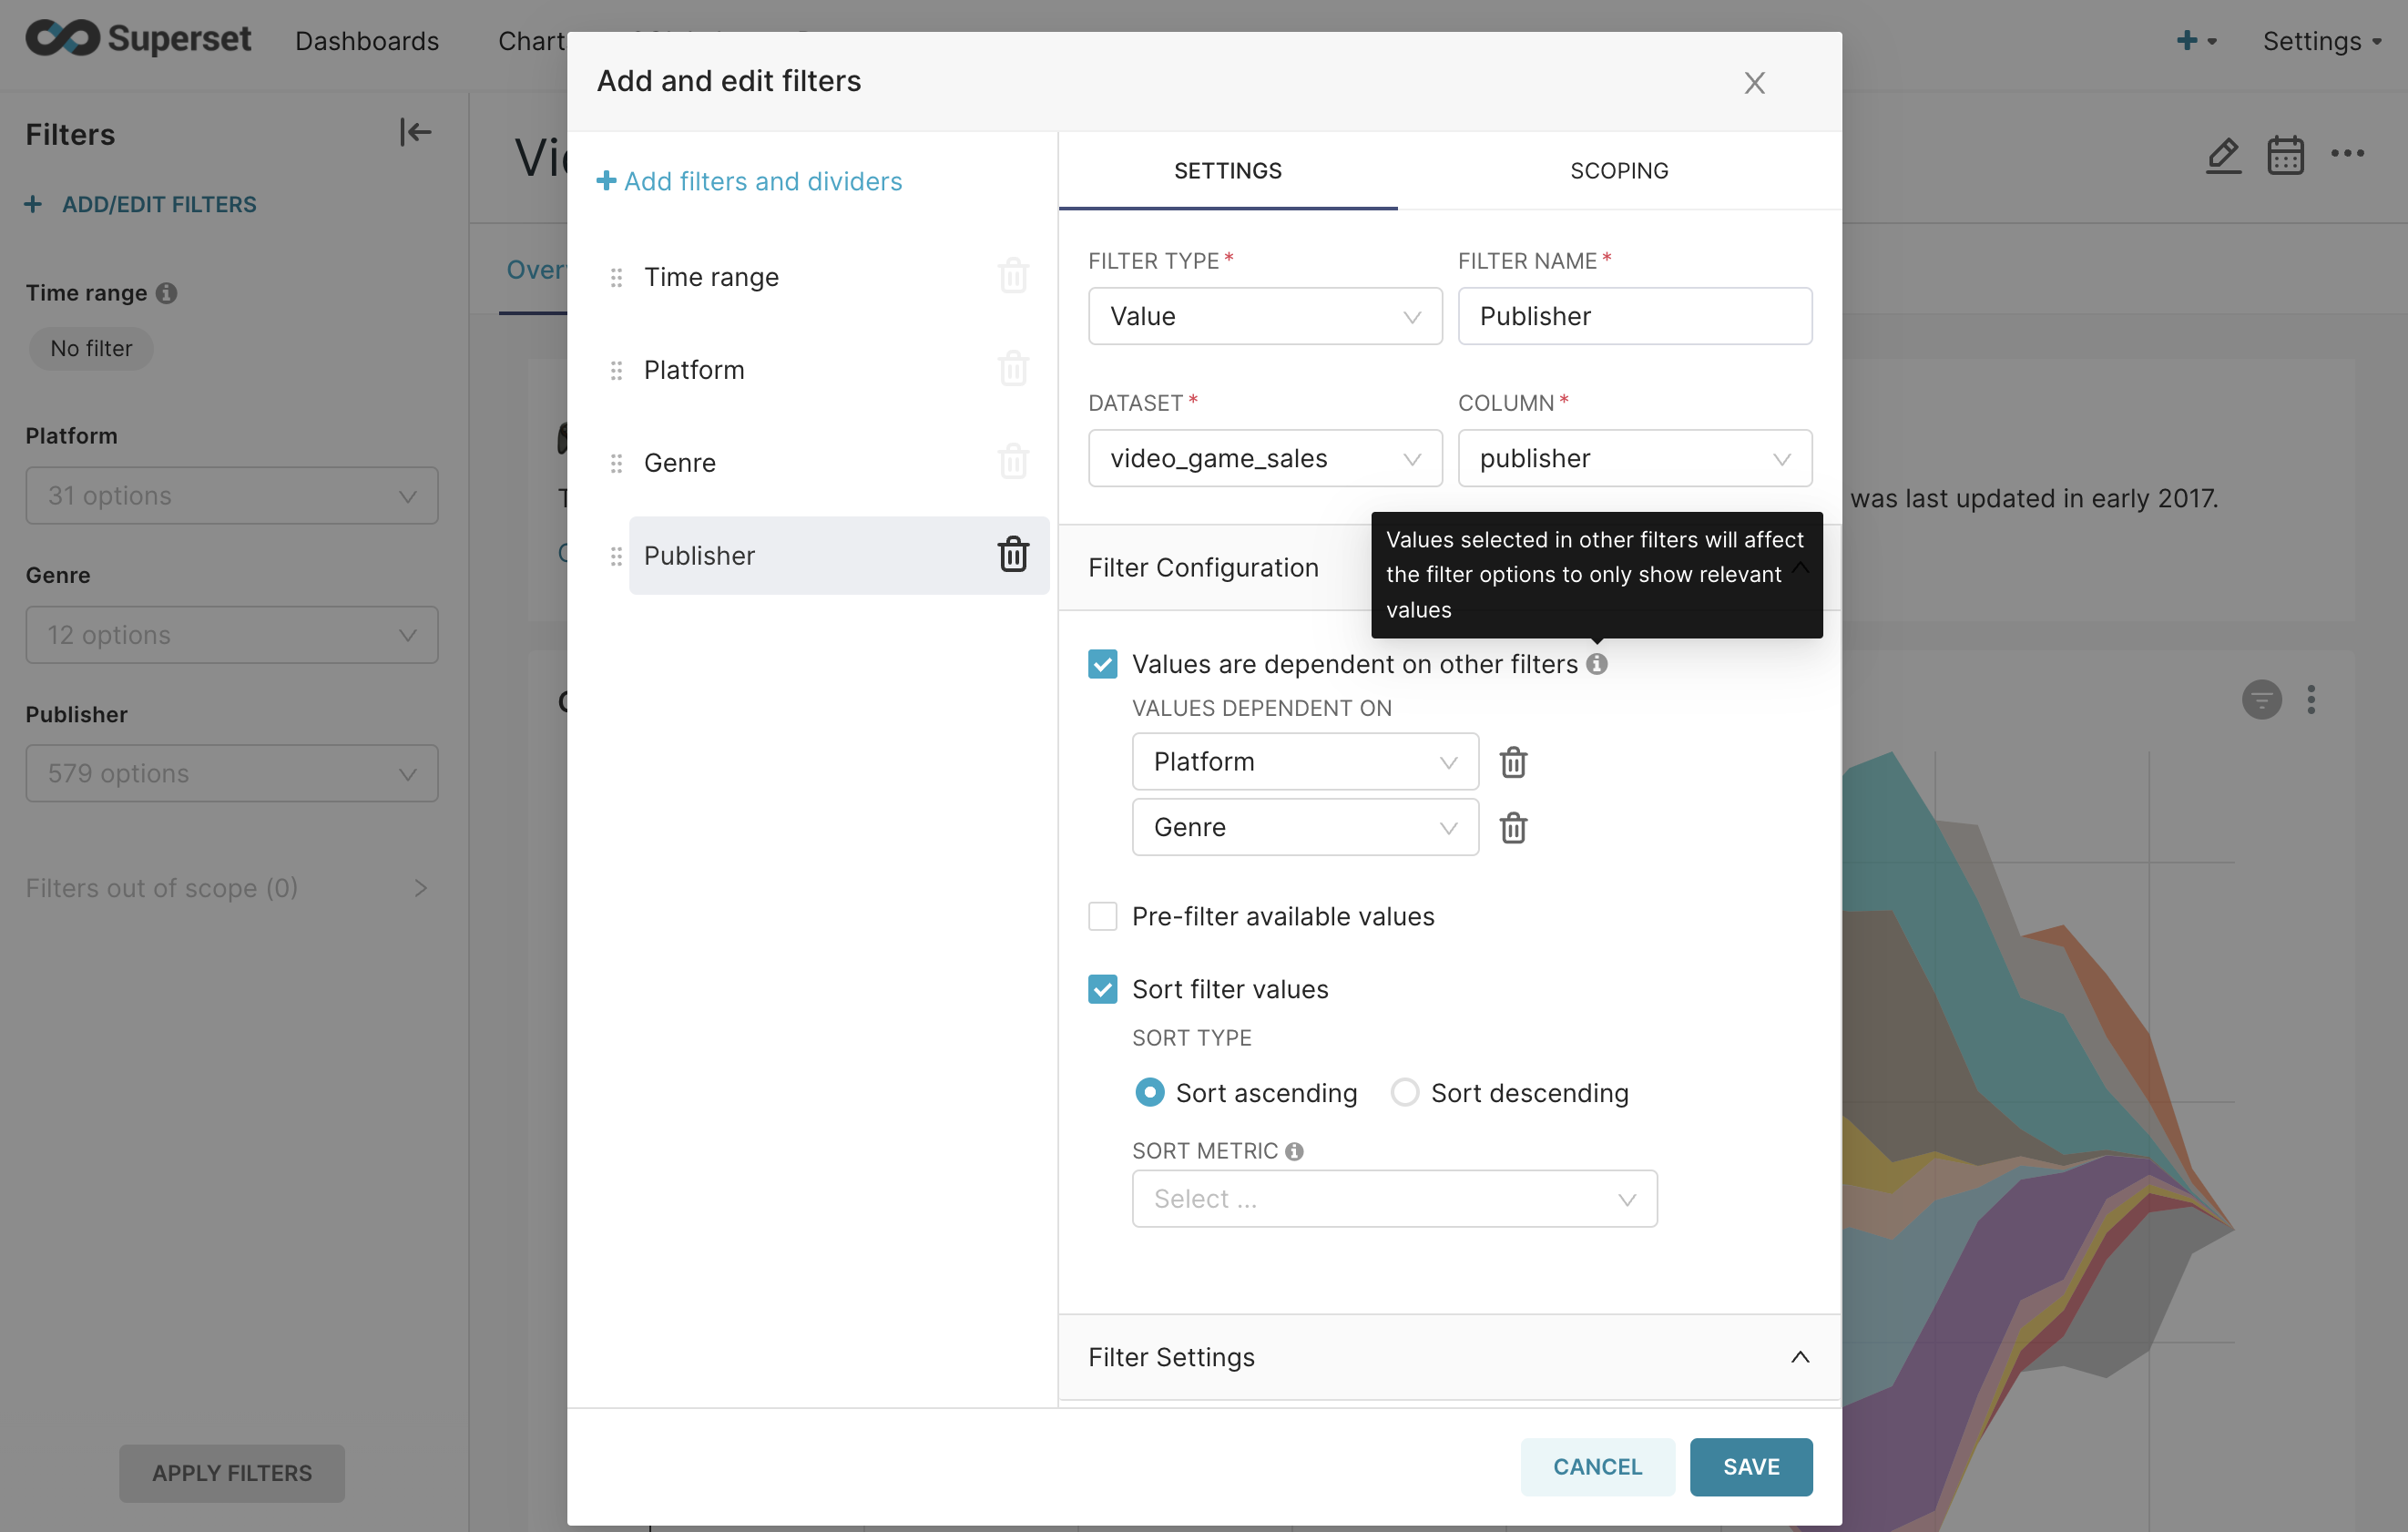 Superset
Dashboards
Chart
Settings
Filters
ADD/EDIT FILTERS
Time range
No filter
Platform
31 options
Genre
12 options
Publisher
579 options
Filters out of scope (0)
APPLY FILTERS
Add and edit filters
Add filters and dividers
Time range
Platform
Genre
Publisher
SETTINGS
SCOPING
FILTER TYPE *
FILTER NAME *
Value
Publisher
DATASET *
COLUMN *
video_game_sales
publisher
Filter Configuration
Values selected in other filters will affect
the filter options to only show relevant
values
Values are dependent on other filters
VALUES DEPENDENT ON
Platform
Genre
Pre-filter available values
Sort filter values
SORT TYPE
Sort ascending
Sort descending
SORT METRIC
Select ...
Filter Settings
CANCEL
SAVE
was last updated in early 2017.